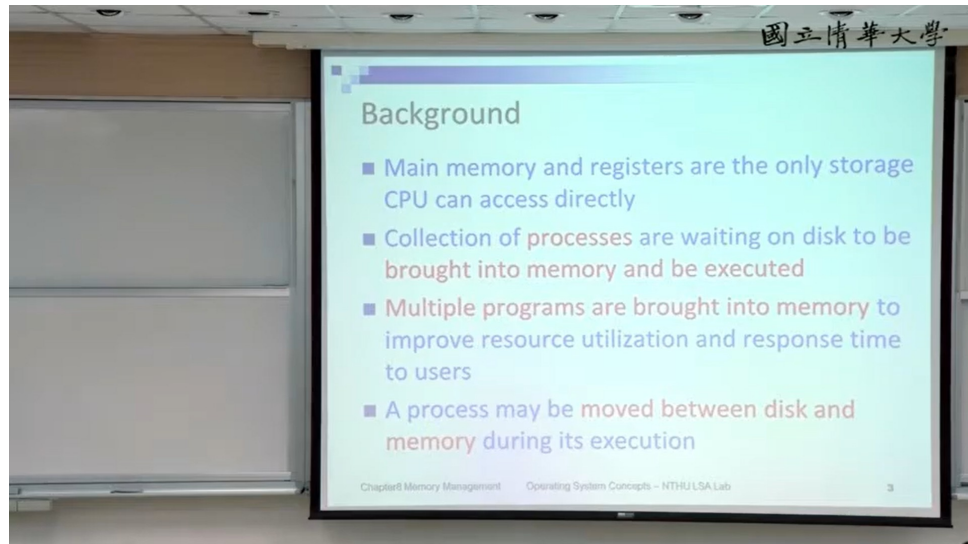 國立清華大學
Background
■ Main memory and registers are the only storage
CPU can access directly
■ Collection of processes are waiting on disk to be
brought into memory and be executed
■ Multiple programs are brought into memory to
improve resource utilization and response time
to users
■ A process may be moved between disk and
memory during its execution
Chapter8 Memory Management Operating System Concepts – NTHU LSA Lab 3